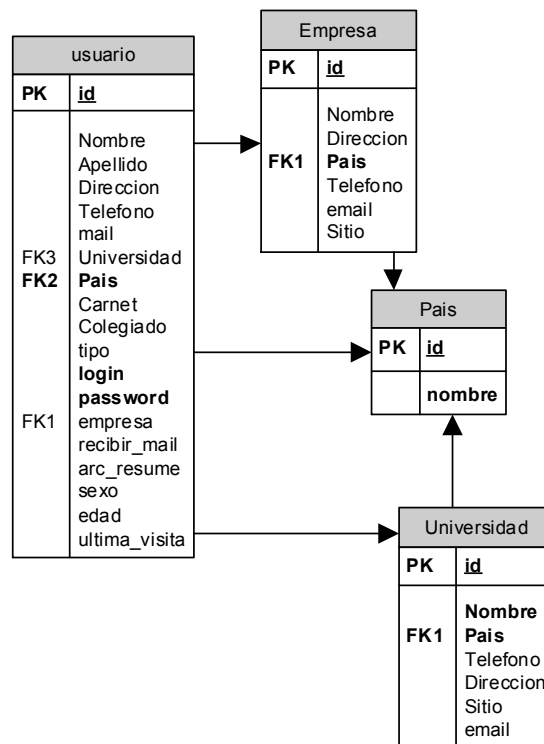 usuario
PK id
Nombre
Apellido
Direccion
Telefono
mail
FK3 Universidad
FK2 Pais
Carnet
Colegiado
tipo
login
password
FK1 empresa
recibir_mail
arc_resume
sexo
edad
ultima_visita
Empresa
PK id
Nombre
Direccion
FK1 Pais
Telefono
email
Sitio
Pais
PK id
nombre
Universidad
PK id
Nombre
FK1 Pais
Telefono
Direccion
Sitio
email